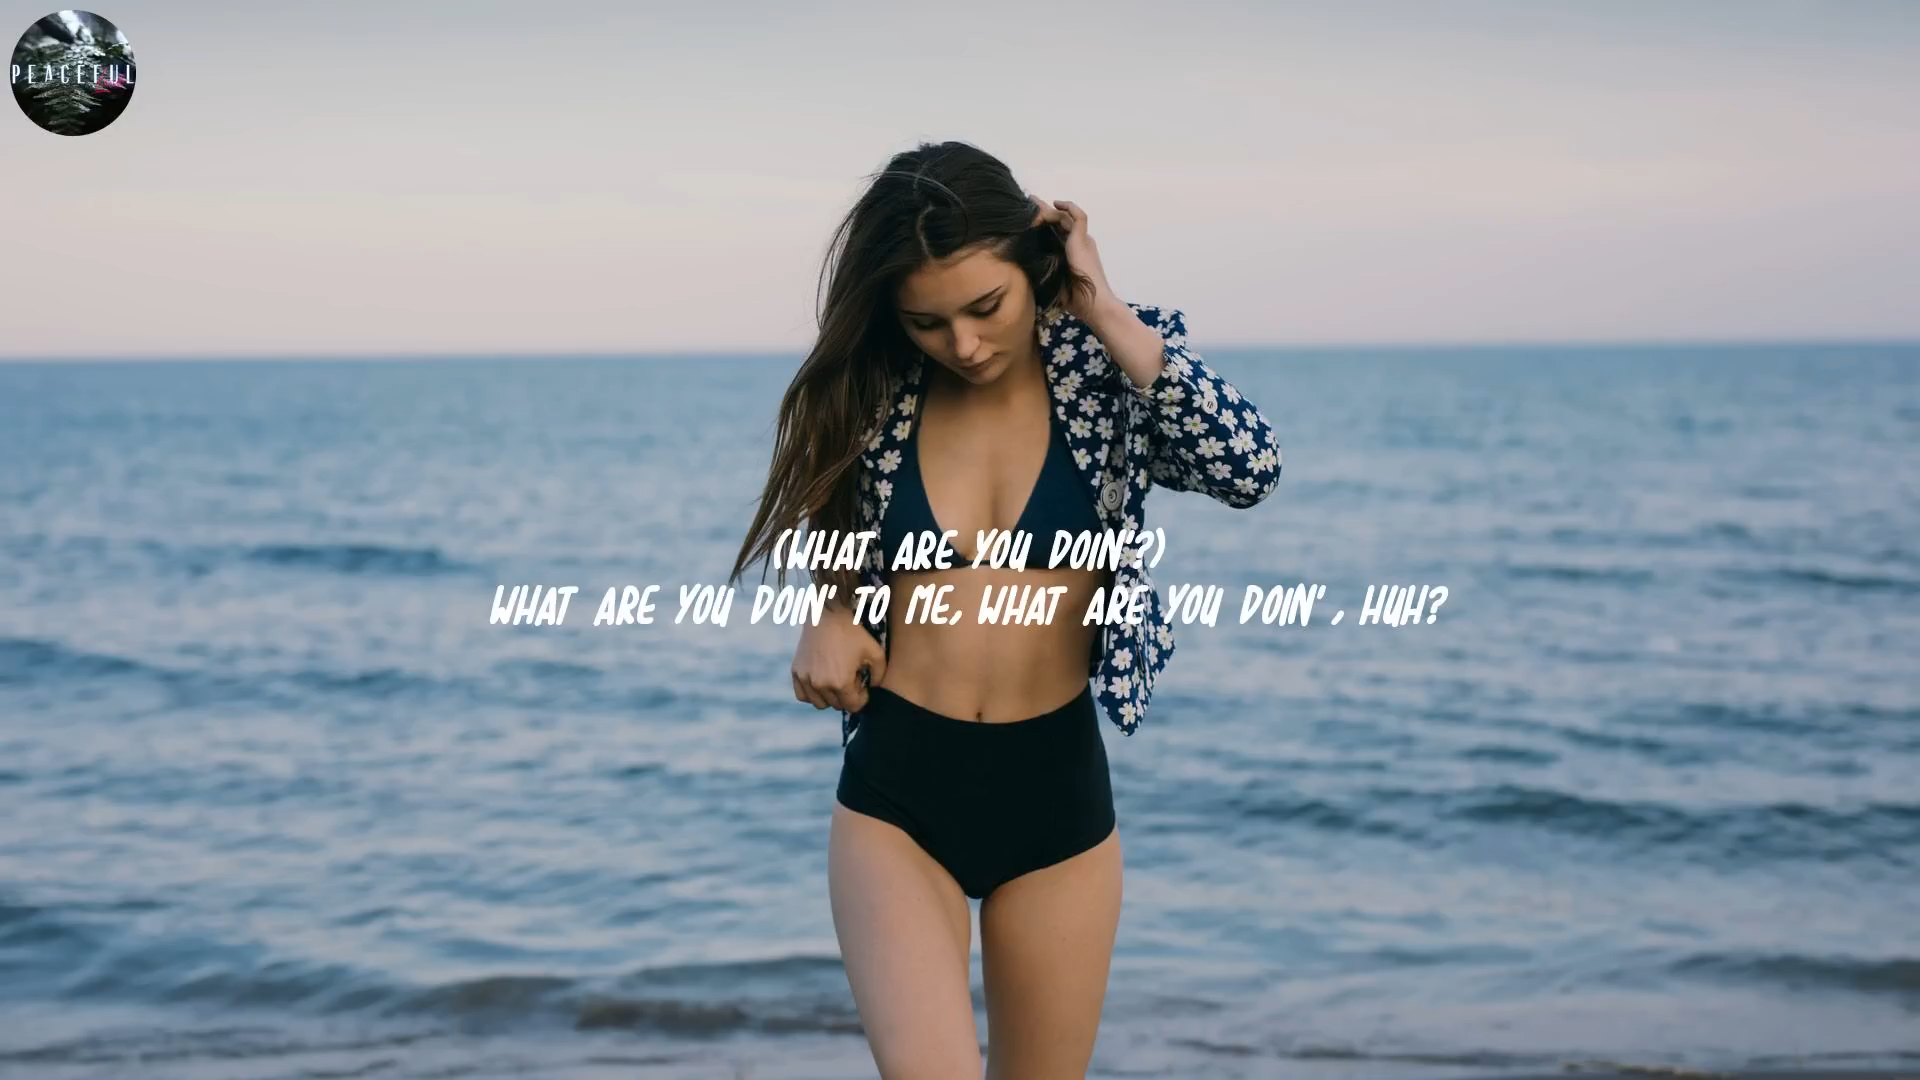 PEACEFUL
(WHAT ARE YOU DOIN'?)
WHAT ARE YOU DOIN' TO ME, WHAT ARE YOU DOIN', HUH?